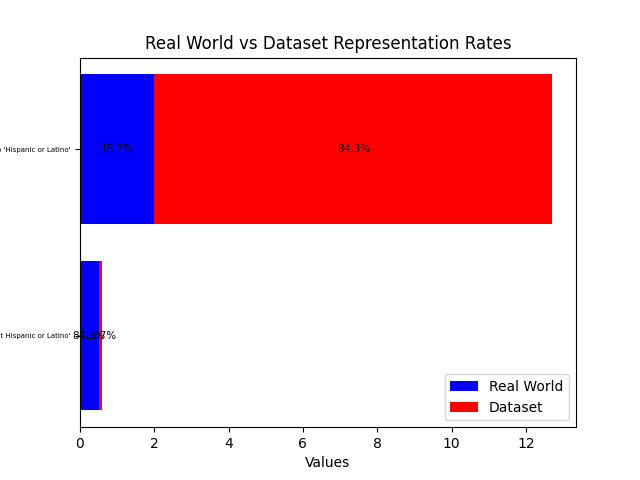 Real World vs Dataset Representation Rates
'Hispanic or Latino'
15.7%
84.3%
t Hispanic or Latino'
Real World
Dataset
0 2 4 6 8 10 12
Values